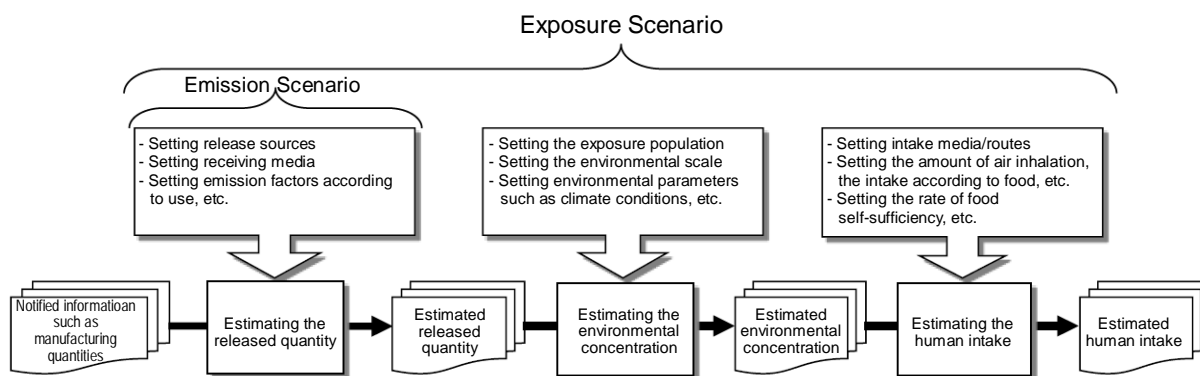 Exposure Scenario
Emission Scenario
- Setting release sources
- Setting receiving media
- Setting emission factors according
to use, etc.
- Setting the exposure population
- Setting the environmental scale
- Setting environmental parameters
such as climate conditions, etc.
- Setting intake media/routes
- Setting the amount of air inhalation,
the intake according to food, etc.
- Setting the rate of food
self-sufficiency, etc.
Notified informatioan
such as
manufacturing
quantities
Estimating the
released quantity
Estimated
released
quantity
Estimating the
environmental
concentration
Estimated
environmental
concentration
Estimating the
human intake
Estimated
human intake